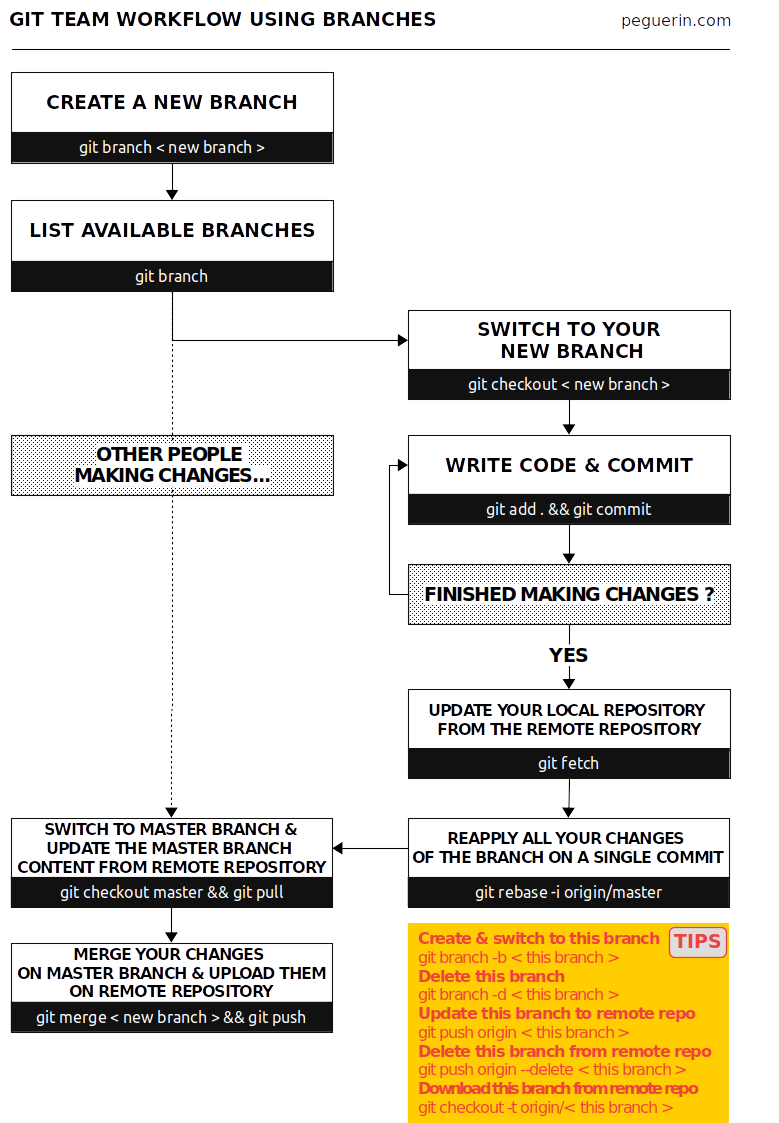 GIT TEAM WORKFLOW USING BRANCHES
peguerin.com
CREATE A NEW BRANCH
git branch < new branch >
LIST AVAILABLE BRANCHES
git branch
SWITCH TO YOUR
NEW BRANCH
git checkout < new branch >
OTHER PEOPLE
MAKING CHANGES...
WRITE CODE & COMMIT
git add . && git commit
FINISHED MAKING CHANGES ?
YES
UPDATE YOUR LOCAL REPOSITORY
FROM THE REMOTE REPOSITORY
git fetch
REAPPLY ALL YOUR CHANGES
OF THE BRANCH ON A SINGLE COMMIT
git rebase -i origin/master
SWITCH TO MASTER BRANCH &
UPDATE THE MASTER BRANCH
CONTENT FROM REMOTE REPOSITORY
git checkout master && git pull
MERGE YOUR CHANGES
ON MASTER BRANCH & UPLOAD THEM
ON REMOTE REPOSITORY
git merge < new branch > && git push
TIPS
Create & switch to this branch
git branch -b < this branch >
Delete this branch
git branch -d < this branch >
Update this branch to remote repo
git push origin < this branch >
Delete this branch from remote repo
git push origin --delete < this branch >
Download this branch from remote repo
git checkout -t origin/< this branch >